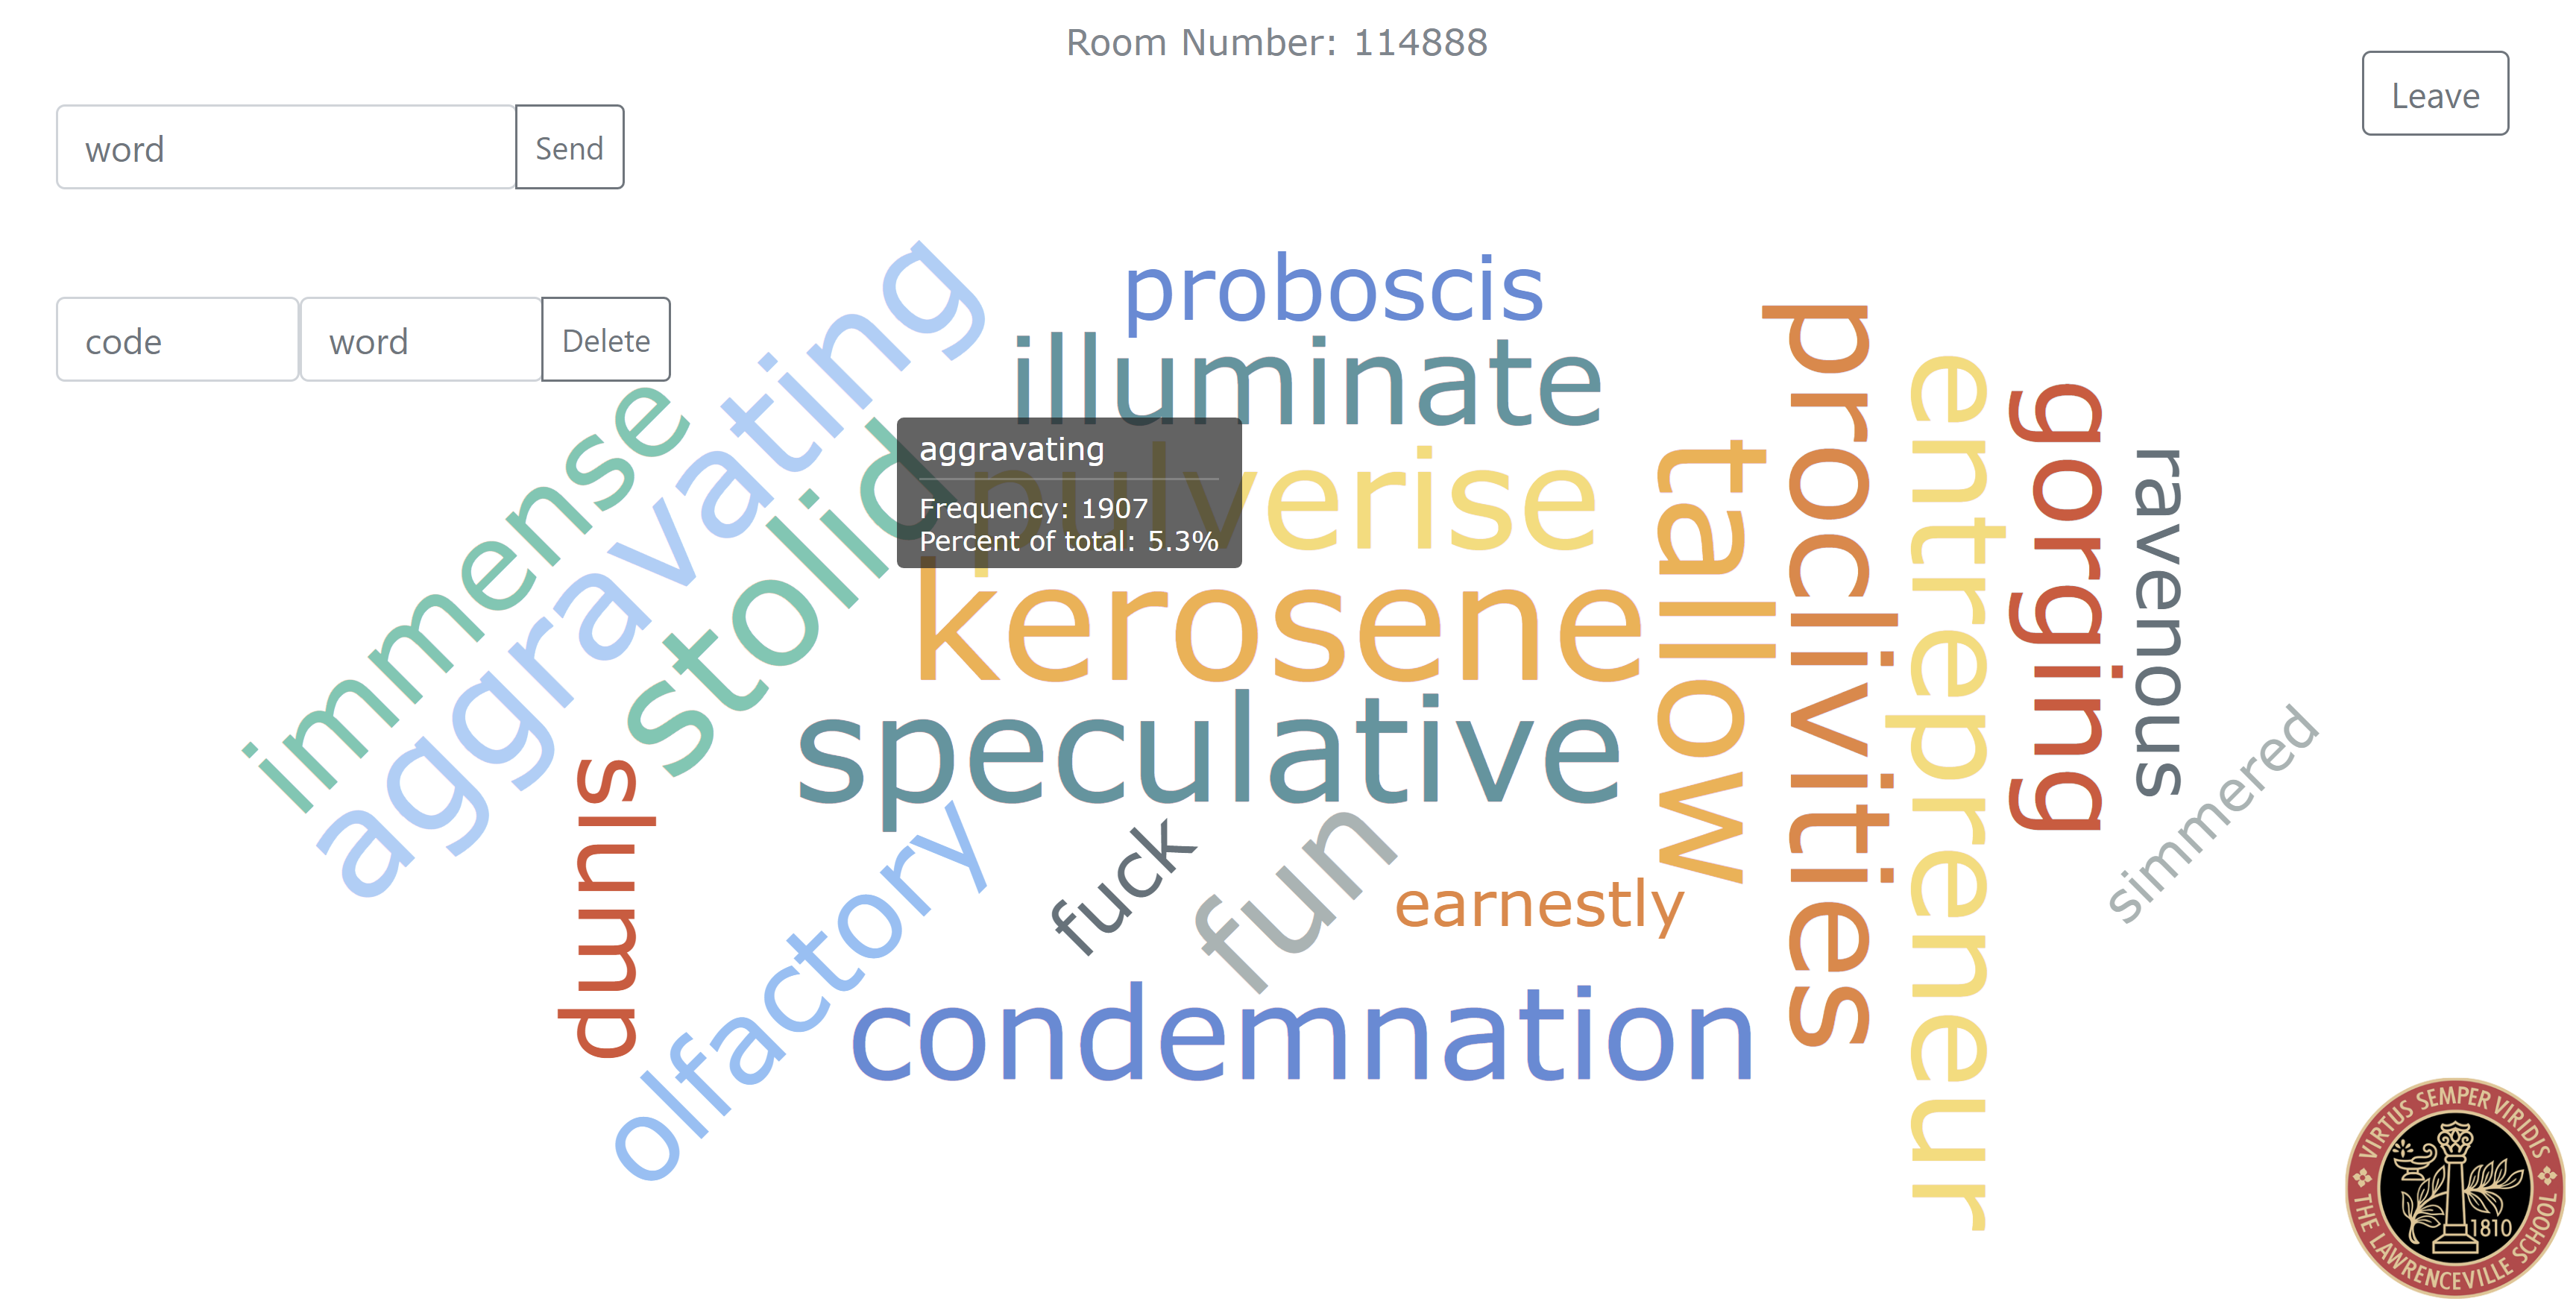 Room Number: 114888
Leave
word
Send
code
word
Delete
proboscis
illuminate
aggravating
Frequency: 1907
Percent of total: 5.3%
pulverise
kerosene
speculative
immense
aggravating
stolid
slump
olfactory
fuck
fun
earnestly
condemnation
tallow
proclivities
entrepreneur
gorging
ravenous
simmered
VIRTUS SEMPER VIRIDIS
THE LAWRENCEVILLE SCHOOL
1810